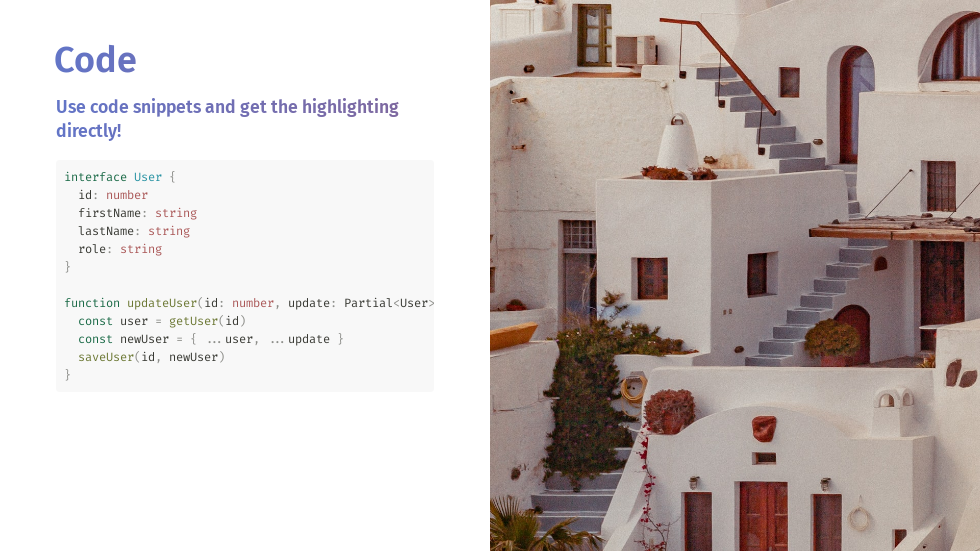 Code
Use code snippets and get the highlighting
directly!
interface User {
  id: number
  firstName: string
  lastName: string
  role: string
}

function updateUser(id: number, update: Partial<User>
  const user = getUser(id)
  const newUser = { ...user, ...update }
  saveUser(id, newUser)
}